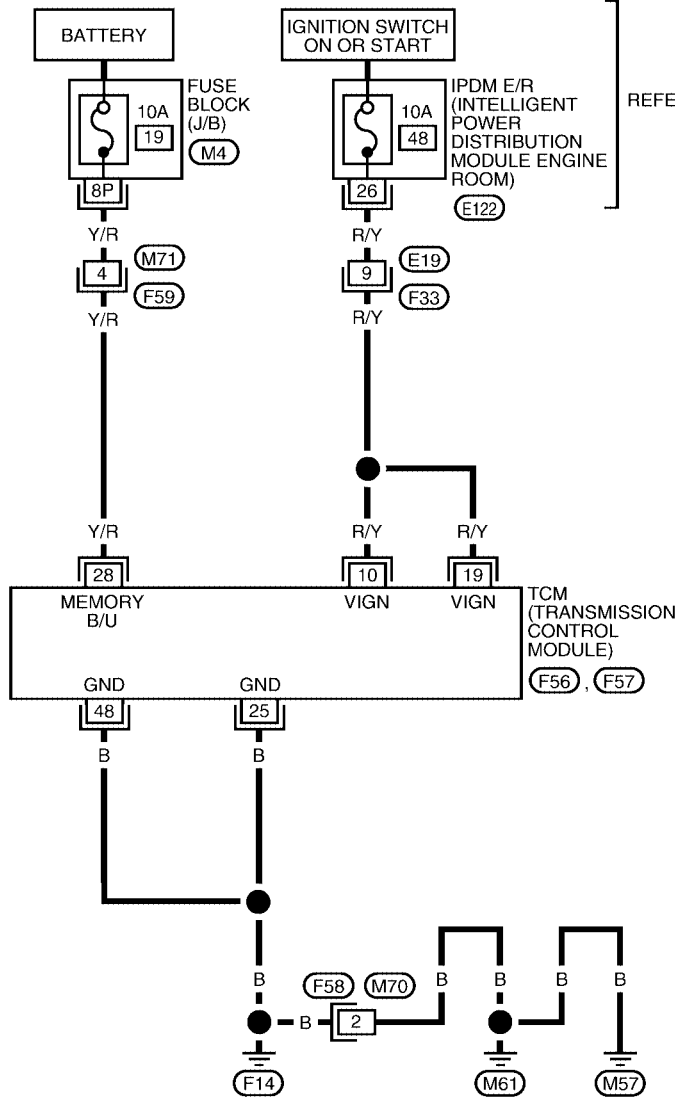 BATTERY
IGNITION SWITCH
ON OR START
FUSE
BLOCK
(J/B)
10A
19
M4
IPDM E/R
(INTELLIGENT
POWER
DISTRIBUTION
MODULE ENGINE
ROOM)
10A
48
REFE
8P
26
E122
Y/R
R/Y
4
M71
F59
9
E19
F33
Y/R
R/Y
Y/R
R/Y
R/Y
28
10
19
MEMORY
B/U
VIGN
VIGN
TCM
(TRANSMISSION
CONTROL
MODULE)
F56 , F57
GND
GND
48
25
B
B
B
F58
M70
B
B
B
B
B
2
F14
M61
M57